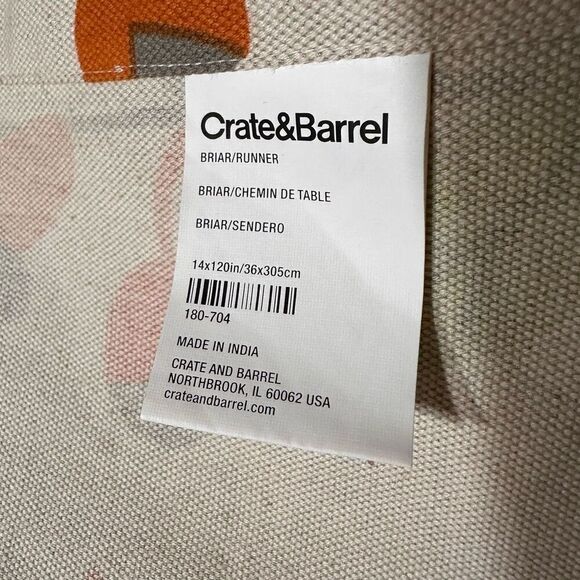 Crate&Barrel
BRIAR/RUNNER
BRIAR/CHEMIN DE TABLE
BRIAR/SENDERO
14x120in/36x305cm
180-704
MADE IN INDIA
CRATE AND BARREL
NORTHBROOK, IL 60062 USA
crateandbarrel.com